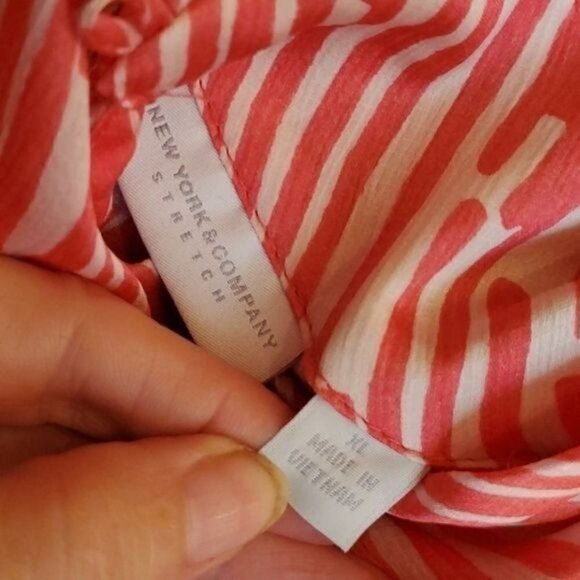 NEW YORK & COMPANY
STRETCH
XL
MADE IN
VIETNAM